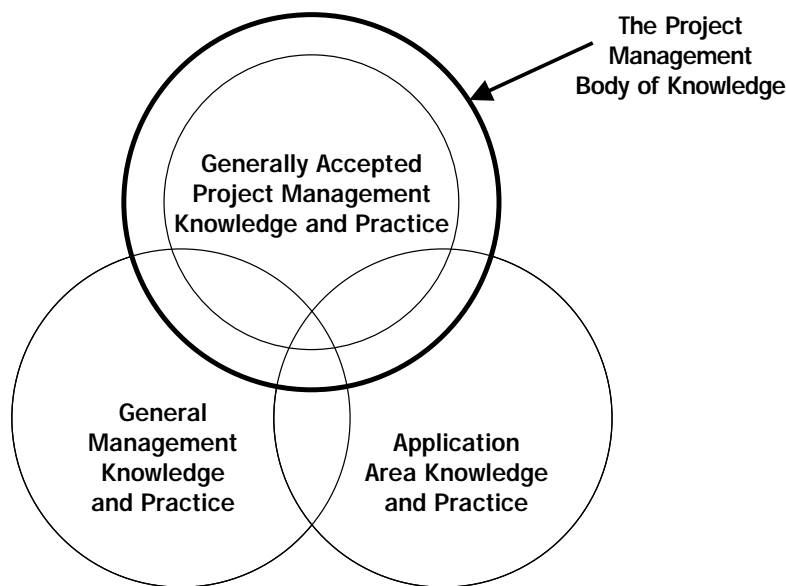 The Project
Management
Body of Knowledge
Generally Accepted
Project Management
Knowledge and Practice
General
Management
Knowledge
and Practice
Application
Area Knowledge
and Practice